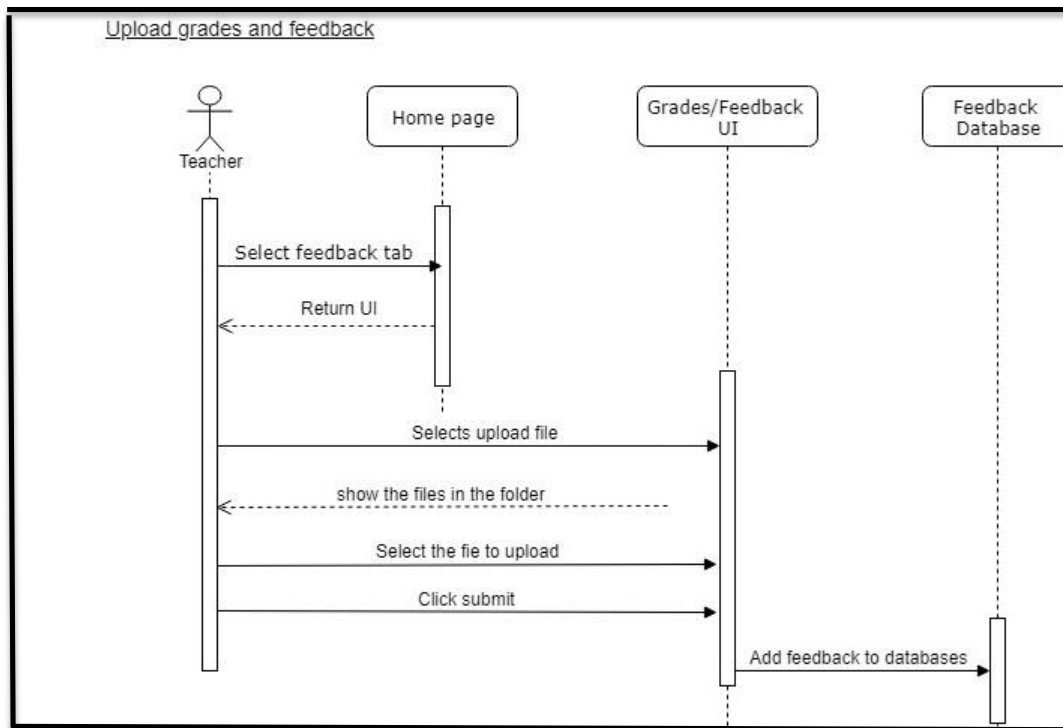 Upload grades and feedback
Teacher
Home page
Grades/Feedback
UI
Feedback
Database
Select feedback tab
Return UI
Selects upload file
show the files in the folder
Select the fie to upload
Click submit
Add feedback to databases